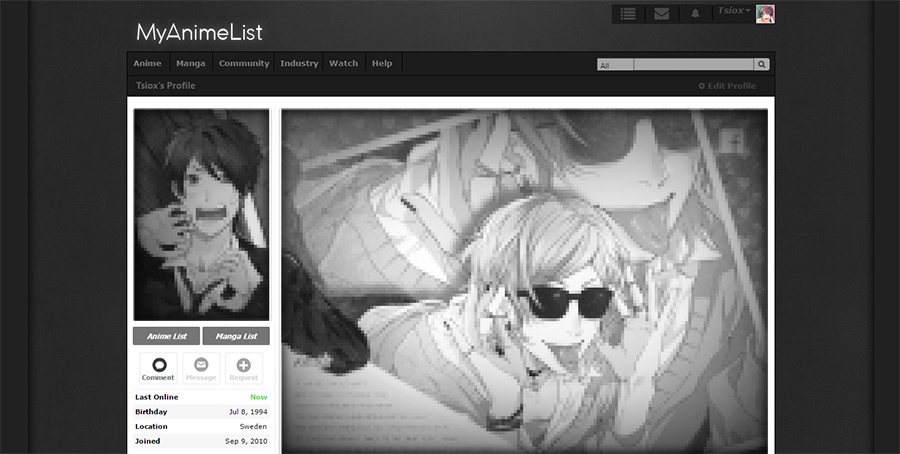 Tsiox
MyAnimeList
Anime Manga Community Industry Watch Help
All
Tsiox's Profile
Edit Profile
Anime List Manga List
Comment Message Request
Last Online Now
Birthday Jul 8, 1994
Location Sweden
Joined Sep 9, 2010